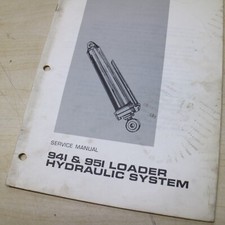 SERVICE MANUAL
941 & 951 LOADER
HYDRAULIC SYSTEM